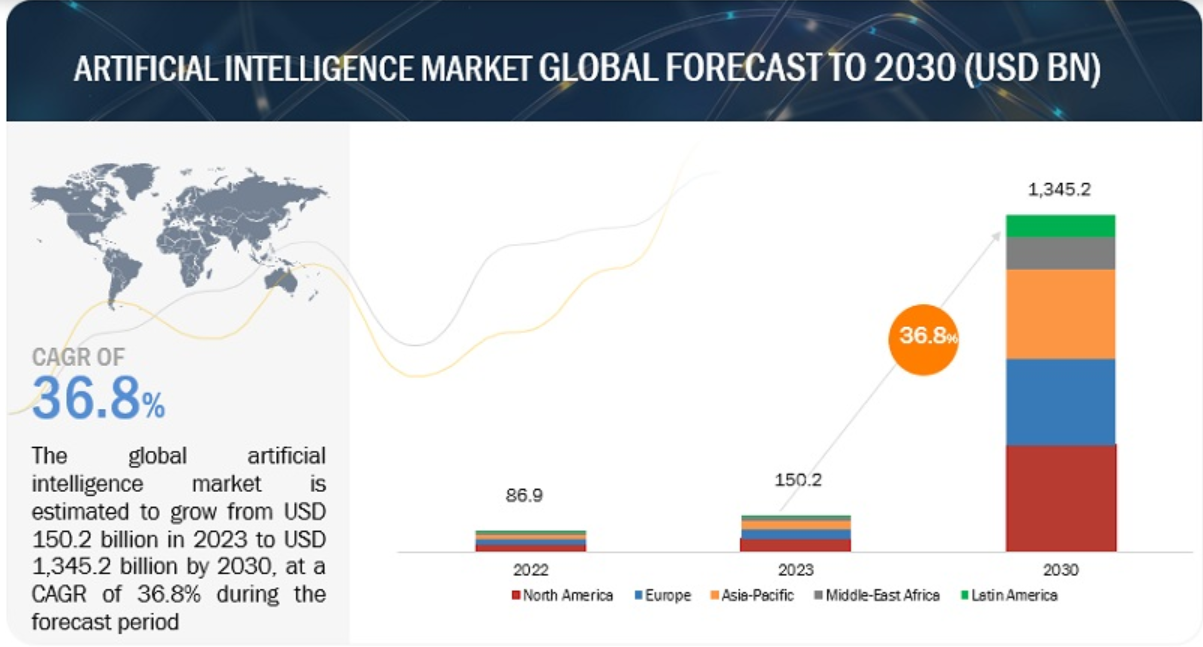 ARTIFICIAL INTELLIGENCE MARKET GLOBAL FORECAST TO 2030 (USD BN)
CAGR OF
36.8%
The global artificial
intelligence market is
estimated to grow from USD
150.2 billion in 2023 to USD
1,345.2 billion by 2030, at a
CAGR of 36.8% during the
forecast period
86.9
150.2
1,345.2
36.8%
2022 2023 2030
North America Europe Asia-Pacific Middle-East Africa Latin America